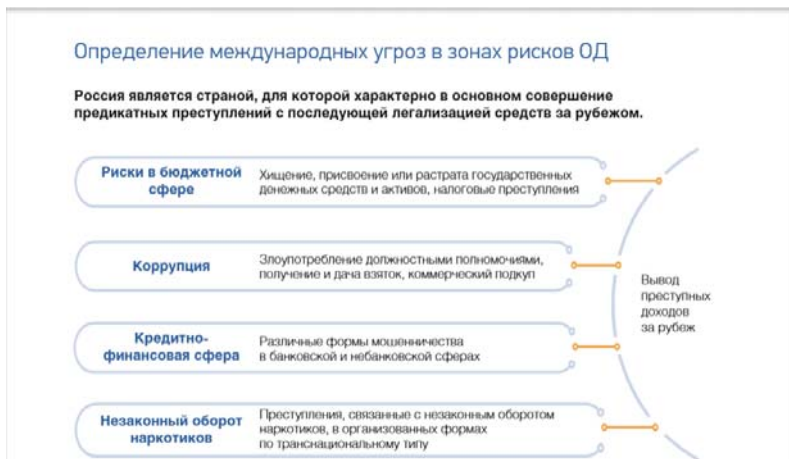 Определение международных угроз в зонах рисков ОД
Россия является страной, для которой характерно в основном совершение
предикатных преступлений с последующей легализацией средств за рубежом.
Риски в бюджетной
сфере
Хищение, присвоение или растрата государственных
денежных средств и активов, налоговые преступления
Коррупция
Злоупотребление должностными полномочиями,
получение и дача взяток, коммерческий подкуп
Кредитно-
финансовая сфера
Различные формы мошенничества
в банковской и небанковской сферах
Незаконный оборот
наркотиков
Преступления, связанные с незаконным оборотом
наркотиков, в организованных формах
по транснациональному типу
Вывод
преступных
доходов
за рубеж